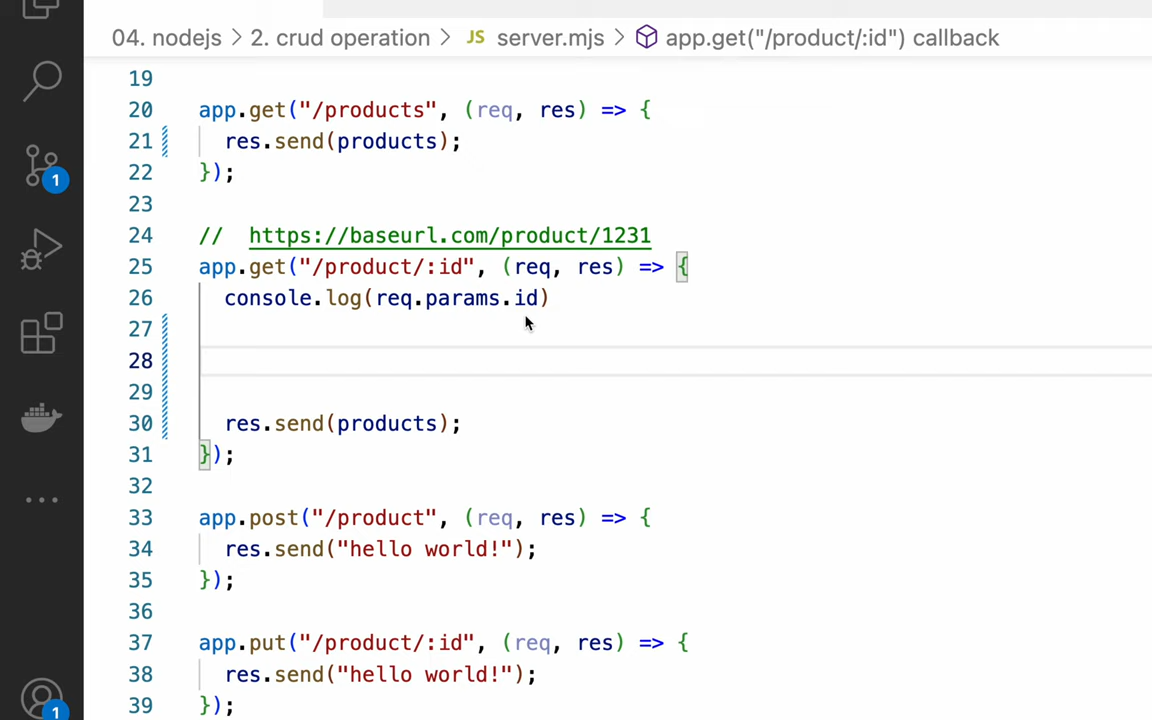 04. nodejs > 2. crud operation > JS server.mjs > app.get("/product/:id") callback
19
20 app.get("/products", (req, res) => {
21 res.send(products);
22 });
23
24 // https://baseurl.com/product/1231
25 app.get("/product/:id", (req, res) => {
26 console.log(req.params.id)
27
28
29
30 res.send(products);
31 });
32
33 app.post("/product", (req, res) => {
34 res.send("hello world!");
35 });
36
37 app.put("/product/:id", (req, res) => {
38 res.send("hello world!");
39 });
1
1